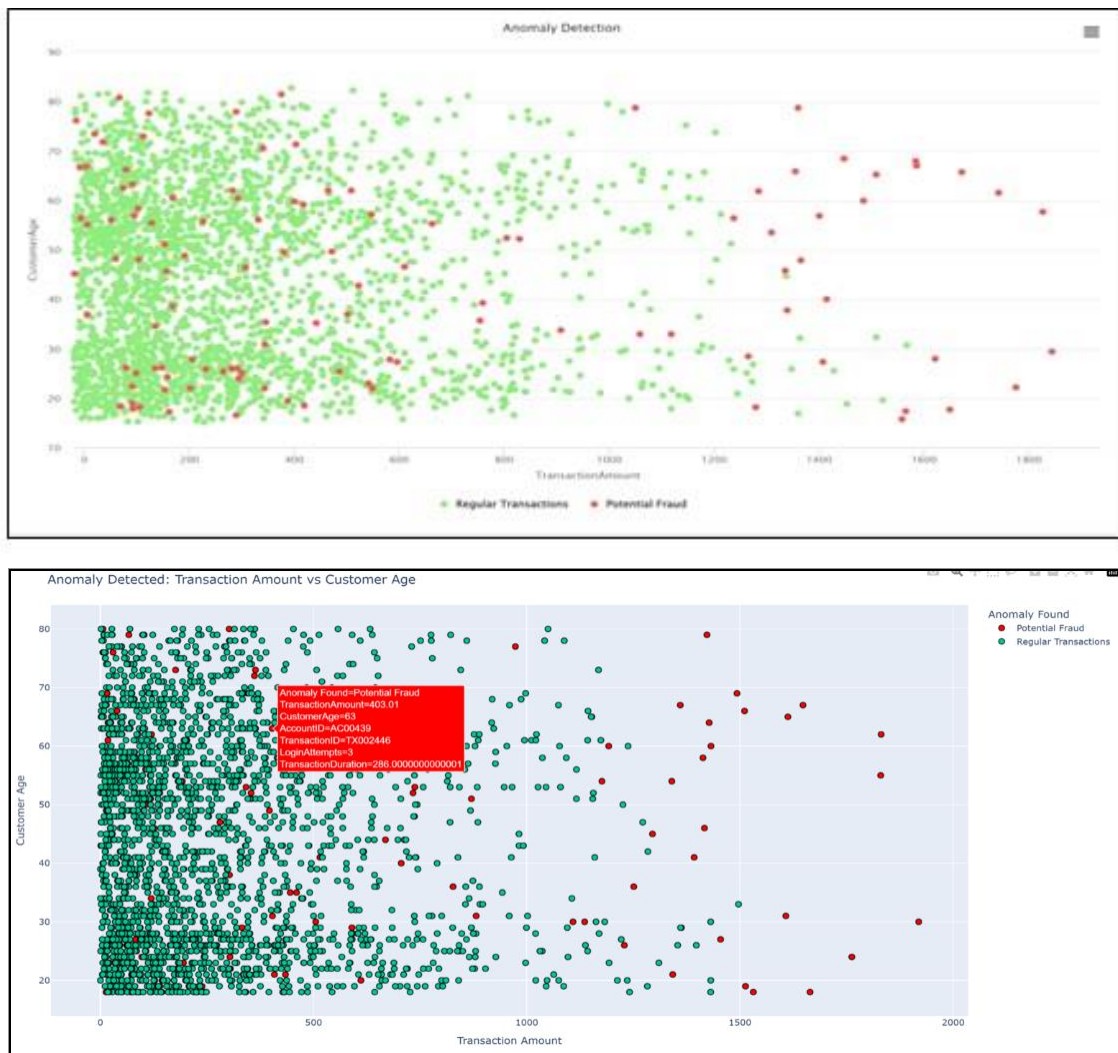 Anomaly Detection
90
80
70
60
50
40
30
20
10
CustomerAge
0 200 400 600 800 1000 1200 1400 1600 1800
TransactionAmount
Regular Transactions Potential Fraud
Anomaly Detected: Transaction Amount vs Customer Age
Anomaly Found
Potential Fraud
Regular Transactions
80
70
60
50
40
30
20
Customer Age
Anomaly Found=Potential Fraud
TransactionAmount=403.01
CustomerAge=63
AccountID=AC00439
TransactionID=TX002446
LoginAttempts=3
TransactionDuration=286.0000000000001
0 500 1000 1500 2000
Transaction Amount